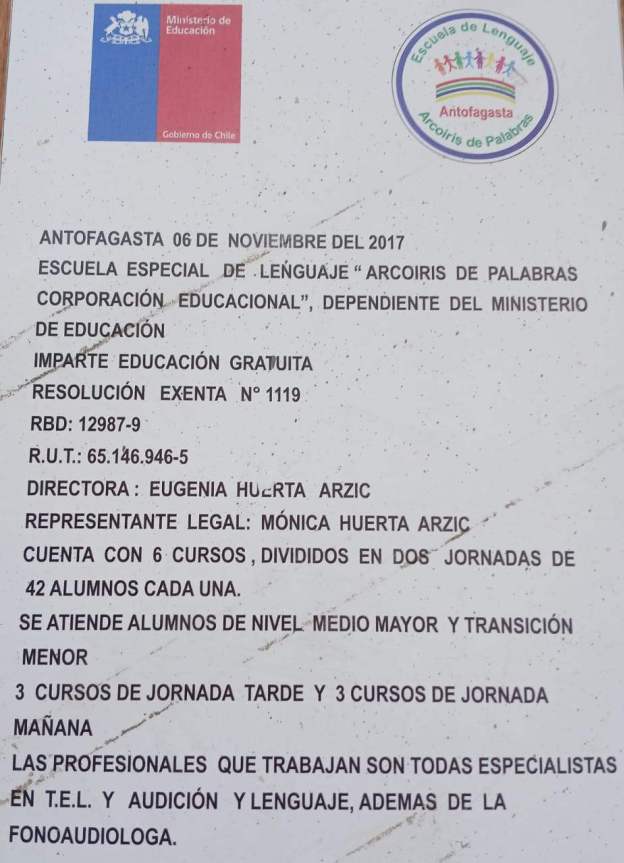 Ministerio de
Educación
Gobierno de Chile
Escuela de Lenguaje
Antofagasta
Arcoiris de Palabras
ANTOFAGASTA 06 DE NOVIEMBRE DEL 2017
ESCUELA ESPECIAL DE LENGUAJE “ ARCOIRIS DE PALABRAS
CORPORACIÓN EDUCACIONAL”, DEPENDIENTE DEL MINISTERIO
DE EDUCACIÓN
IMPARTE EDUCACIÓN GRATUITA
RESOLUCIÓN EXENTA N° 1119
RBD: 12987-9
R.U.T.: 65.146.946-5
DIRECTORA : EUGENIA HUERTA ARZIC
REPRESENTANTE LEGAL: MÓNICA HUERTA ARZIC
CUENTA CON 6 CURSOS , DIVIDIDOS EN DOS JORNADAS DE
42 ALUMNOS CADA UNA.
SE ATIENDE ALUMNOS DE NIVEL MEDIO MAYOR Y TRANSICIÓN
MENOR
3 CURSOS DE JORNADA TARDE Y 3 CURSOS DE JORNADA
MAÑANA
LAS PROFESIONALES QUE TRABAJAN SON TODAS ESPECIALISTAS
EN T.E.L. Y AUDICIÓN Y LENGUAJE, ADEMAS DE LA
FONOAUDIOLOGA.